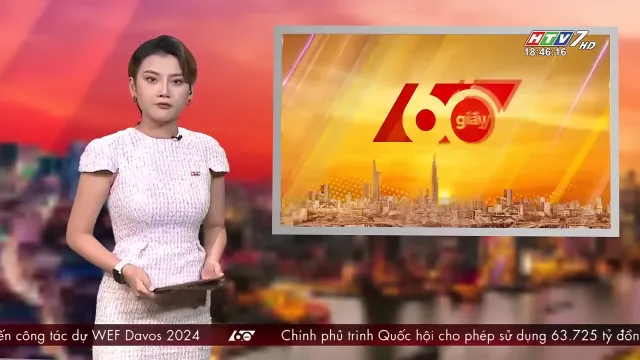 HTV7 HD
18:46:16
60 giây
ến công tác dự WEF Davos 2024 60 Chính phủ trình Quốc hội cho phép sử dụng 63.725 tỷ đồn